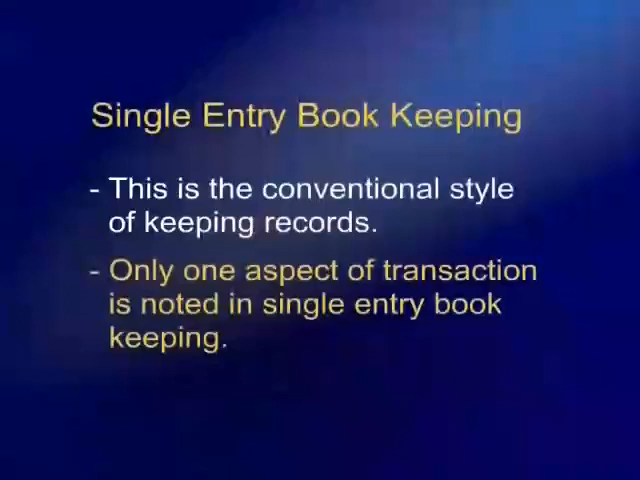 Single Entry Book Keeping
- This is the conventional style
of keeping records.
- Only one aspect of transaction
is noted in single entry book
keeping.